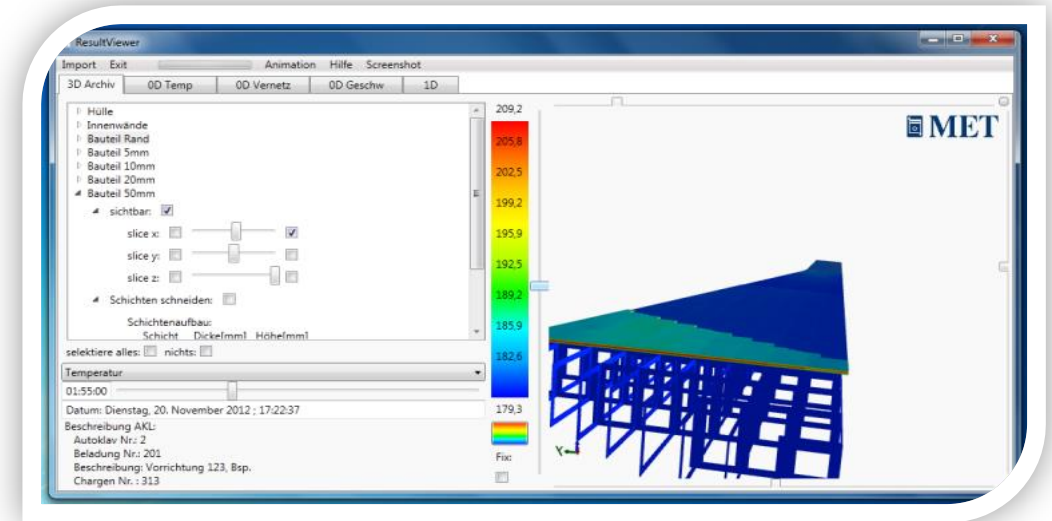 ResultViewer
Import Exit Animation Hilfe Screenshot
3D Archiv 0D Temp 0D Vernetz 0D Geschw 1D
Hülle
Innenwände
Bauteil Rand
Bauteil 5mm
Bauteil 10mm
Bauteil 20mm
Bauteil 50mm
sichtbar:
slice x:
slice y:
slice z:
Schichten schneiden:
Schichtenaufbau:
Schicht Dicke[mm] Höhe[mm]
selektiere alles: nichts:
Temperatur
01:55:00
Datum: Dienstag, 20. November 2012 ; 17:22:37
Beschreibung AKL:
Autoklav Nr.: 2
Beladung Nr.: 201
Beschreibung: Vorrichtung 123, Bsp.
Chargen Nr. : 313
209,2
205,8
202,5
199,2
195,9
192,5
189,2
185,9
182,6
179,3
Fix:
MET
Y